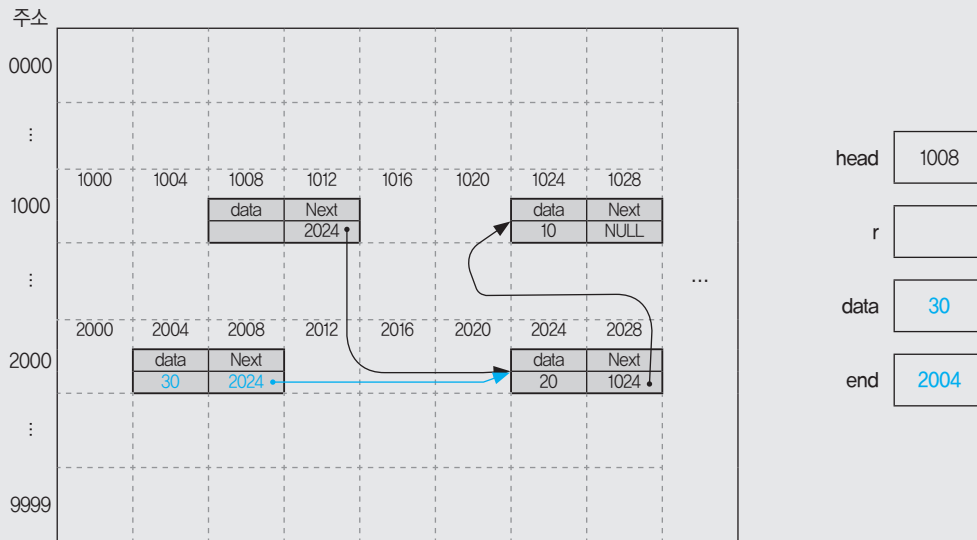 주소
0000
⋮
1000 1004 1008 1012 1016 1020 1024 1028
head 1008
1000
data Next data Next
2024 10 NULL
r
⋮
...
data 30
2000 2004 2008 2012 2016 2020 2024 2028
2000
data Next data Next
30 2024 20 1024
end 2004
⋮
9999